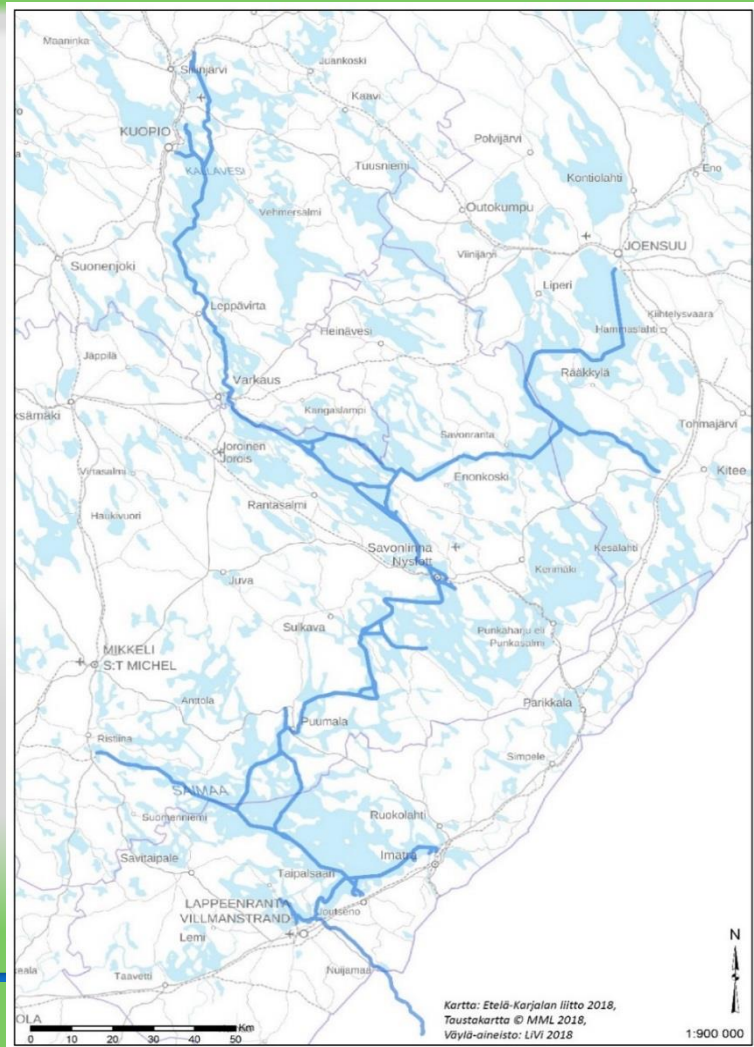 Maaninka
Siilinjärvi
Juankoski
Kaavi
KUOPIO
Polvijärvi
Tuusniemi
Eno
Kontiolahti
KALLAVESI
Vehmersalmi
Outokumpu
JOENSUU
Viinijärvi
Suonenjoki
Liperi
Kiihtelysvaara
Leppävirta
Hammaslahti
Heinävesi
Jäppilä
Rääkkylä
Varkaus
ksämäki
Kangaslampi
Tohmajärvi
Savonranta
Joroinen
Jorois
Virtasalmi
Enonkoski
Kitee
Rantasalmi
Haukivuori
Savonlinna
Nyslott
Kesälahti
Kerimäki
Juva
Sulkava
Punkaharju eli
Punkasalmi
MIKKELI
S:T MICHEL
Anttola
Parikkala
Puumala
Ristiina
Simpele
SAIMAA
Suomenniemi
Ruokolahti
Savitaipale
Imatra
Taipalsaari
LAPPEENRANTA
VILLMANSTRAND
Joutseno
Lemi
Nuijamaa
Taavetti
OLA
N
Kartta: Etelä-Karjalan liitto 2018,
Taustakartta © MML 2018,
Väylä-aineisto: LiVi 2018
Km
0 10 20 30 40 50
1:900 000